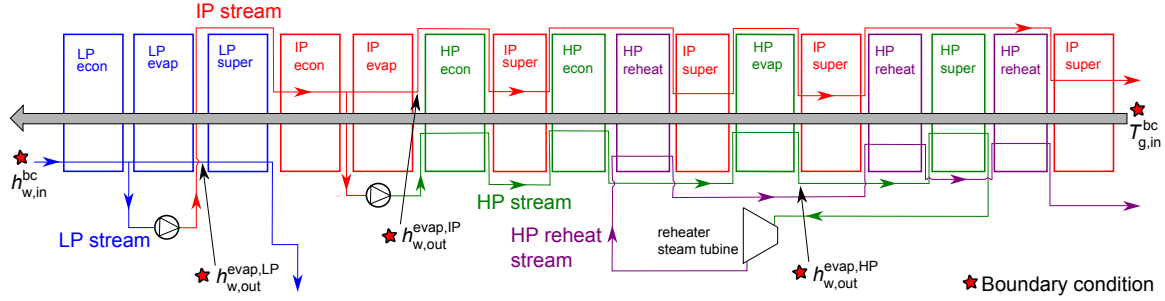 IP stream
LP econ
LP evap
LP super
IP econ
IP evap
HP econ
IP super
HP econ
HP reheat
IP super
HP evap
IP super
HP reheat
HP super
HP reheat
IP super
T^bc_g,in
h^bc_w,in
LP stream
h^evap,LP_w,out
h^evap,IP_w,out
HP stream
HP reheat
stream
reheater
steam tubine
h^evap,HP_w,out
Boundary condition